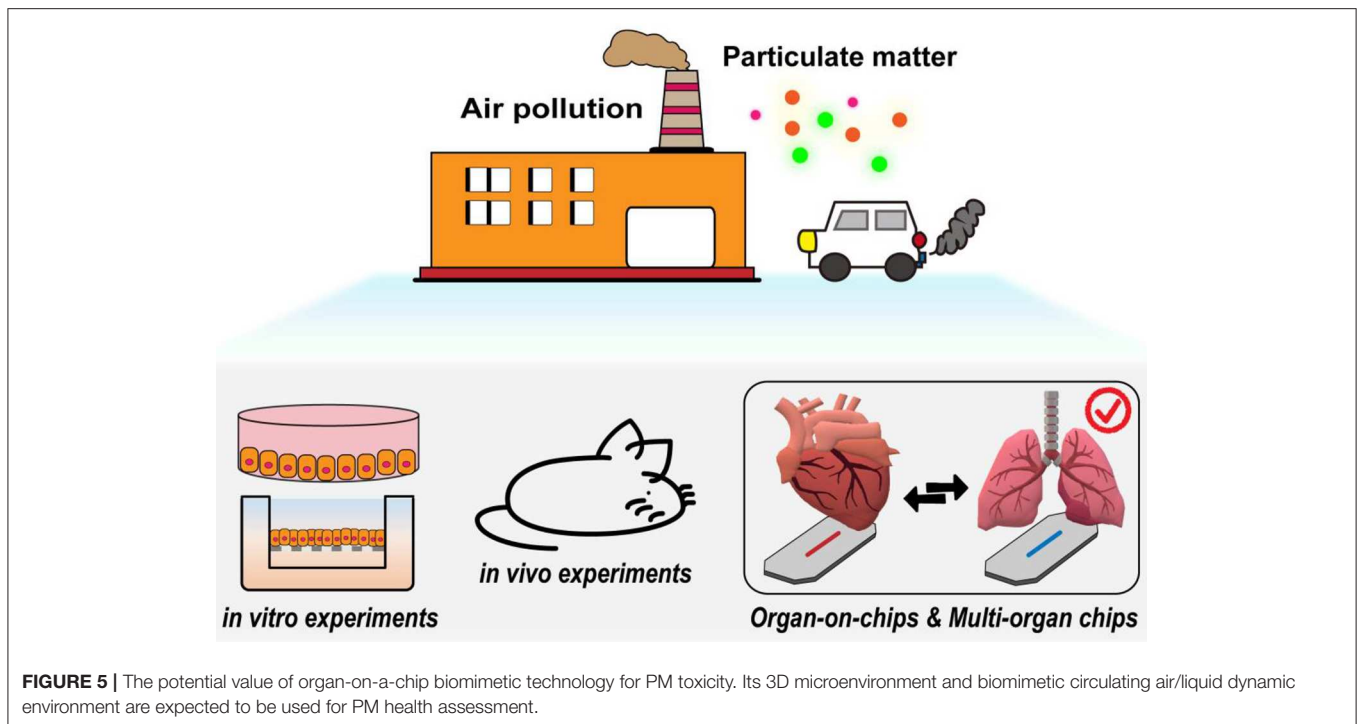 Particulate matter
Air pollution
in vivo experiments
in vitro experiments
Organ-on-chips & Multi-organ chips
FIGURE 5 | The potential value of organ-on-a-chip biomimetic technology for PM toxicity. Its 3D microenvironment and biomimetic circulating air/liquid dynamic
environment are expected to be used for PM health assessment.